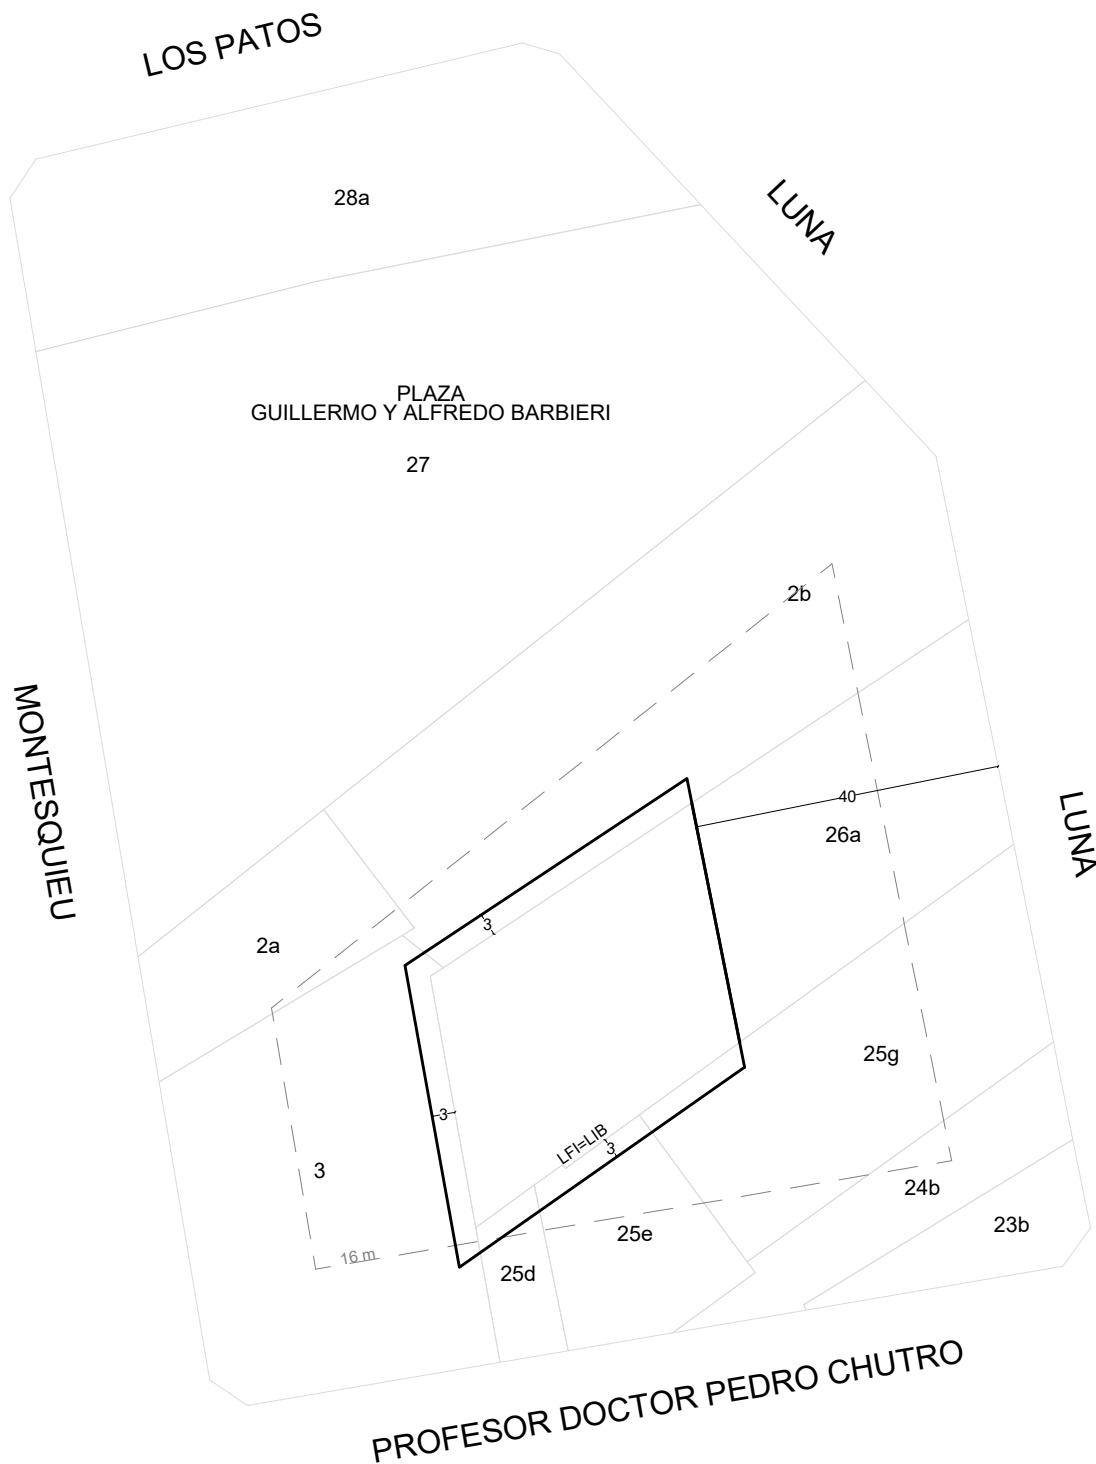 LOS PATOS
28a
LUNA
PLAZA
GUILLERMO Y ALFREDO BARBIERI
27
2b
MONTESQUIEU
40
26a
LUNA
3
2a
25g
3
LFI=LIB
3
3
24b
23b
25e
16 m
25d
PROFESOR DOCTOR PEDRO CHUTRO